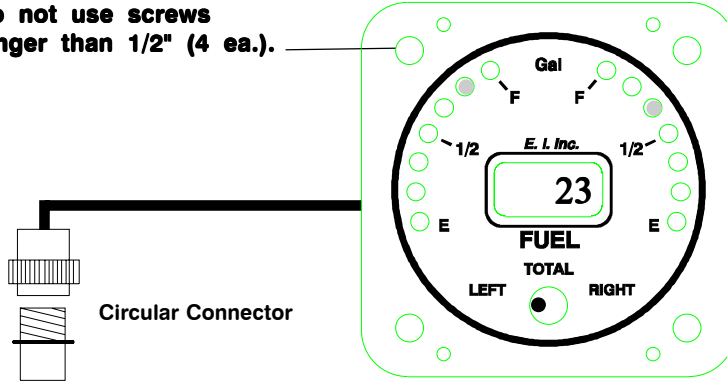 not use screws
than 1/2" (4 ea.).
Gal
F F
E. I. Inc.
1/2 1/2
23
E E
FUEL
TOTAL
LEFT RIGHT
Circular Connector